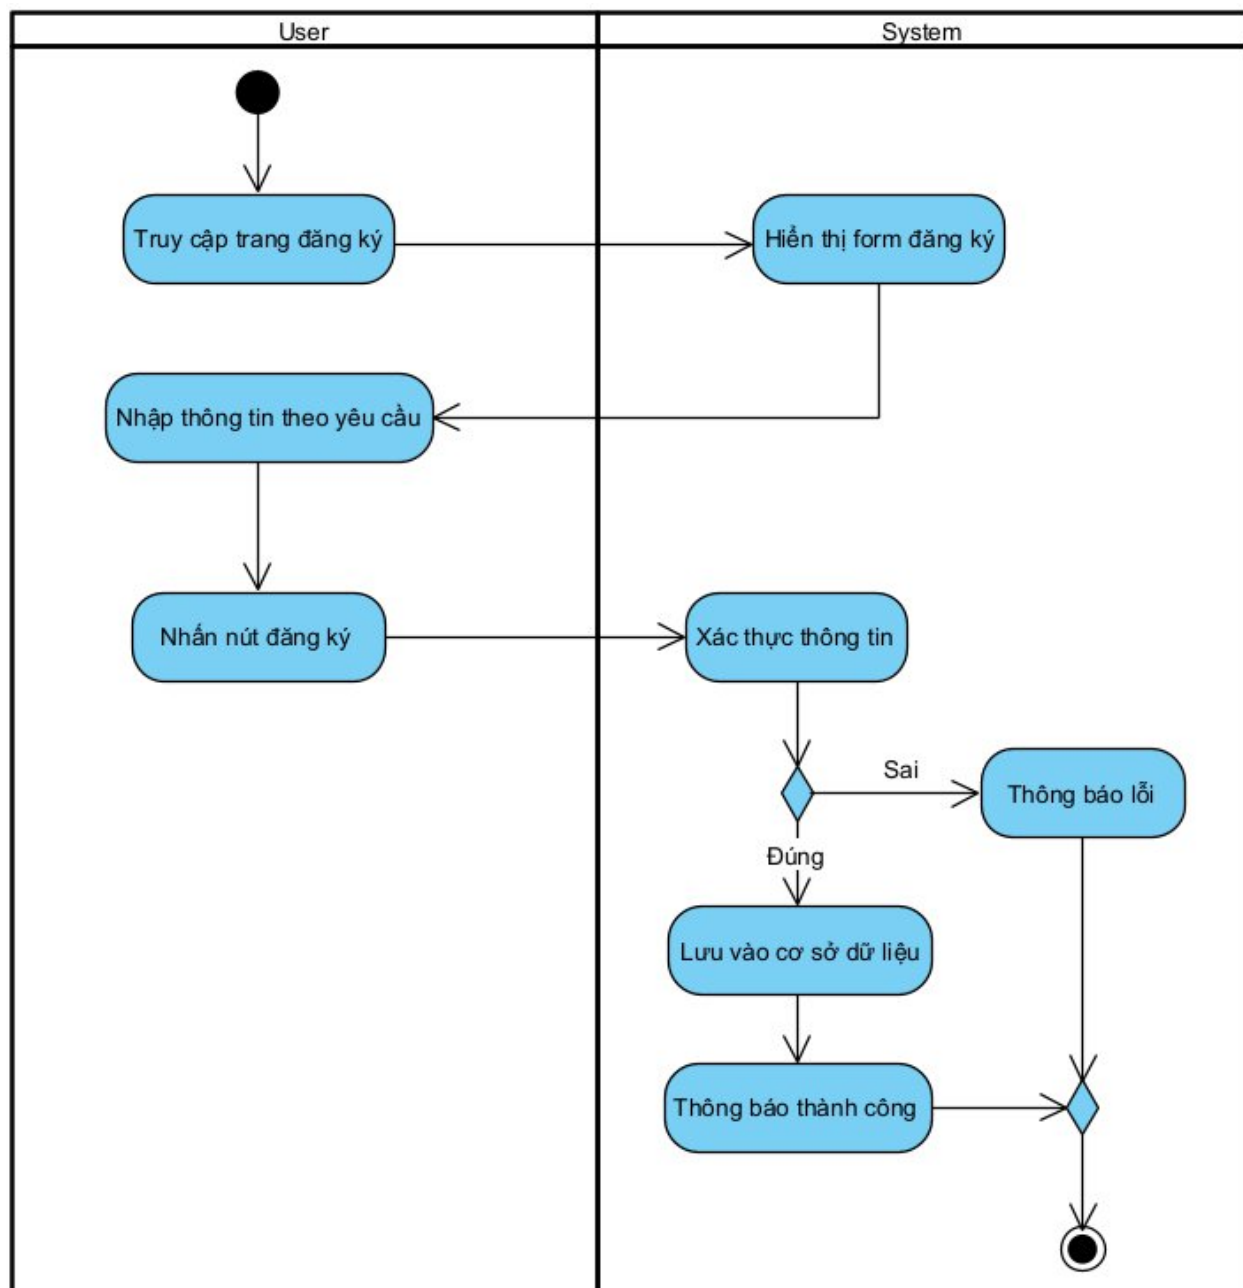 User
System
Truy cập trang đăng ký
Hiển thị form đăng ký
Nhập thông tin theo yêu cầu
Nhấn nút đăng ký
Xác thực thông tin
Sai
Thông báo lỗi
Đúng
Lưu vào cơ sở dữ liệu
Thông báo thành công